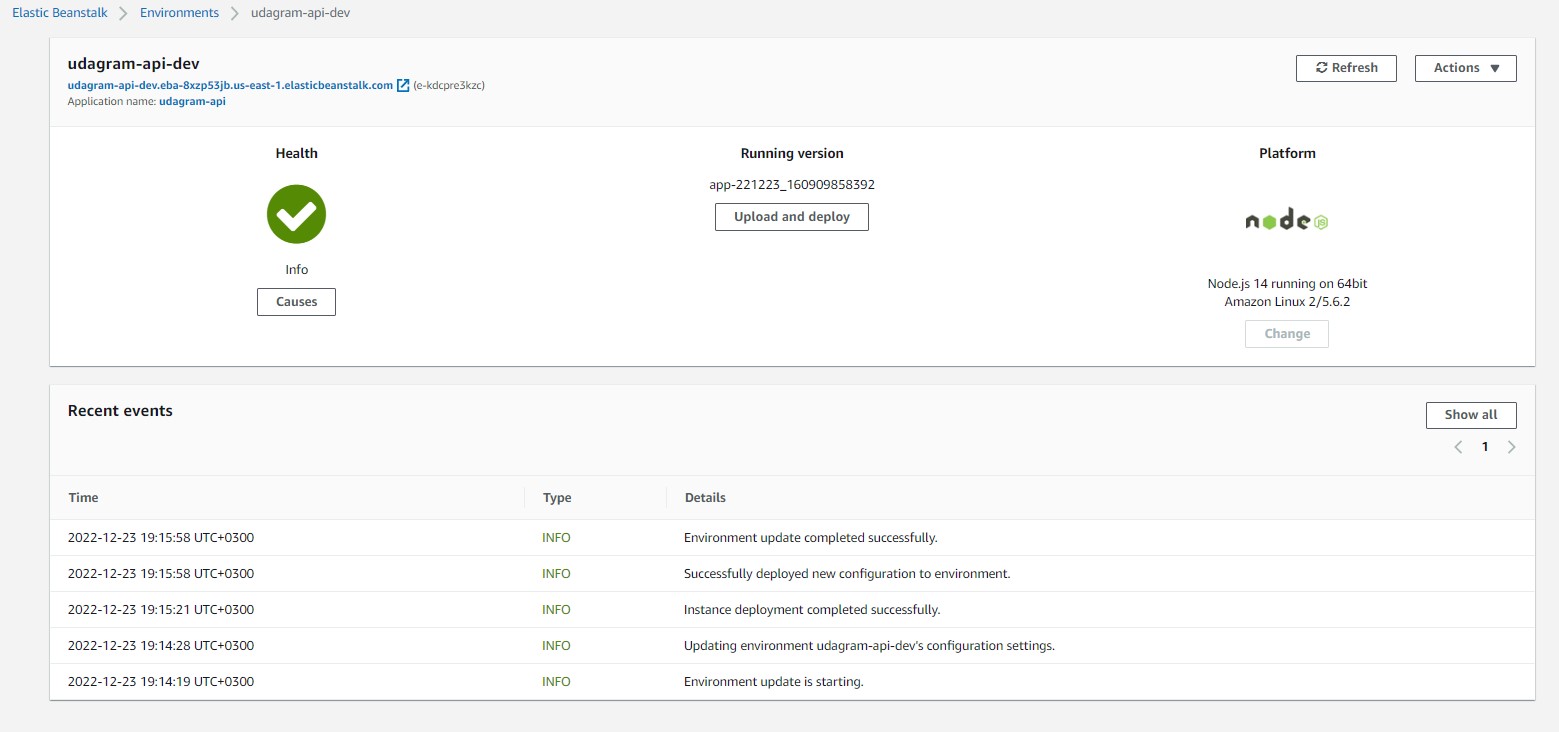 Elastic Beanstalk > Environments > udagram-api-dev
udagram-api-dev
udagram-api-dev.eba-8xzp53jb.us-east-1.elasticbeanstalk.com (e-kdcpre3kzc)
Application name: udagram-api
Refresh
Actions
Health
Info
Causes
Running version
app-221223_160909858392
Upload and deploy
Platform
node JS
Node.js 14 running on 64bit
Amazon Linux 2/5.6.2
Change
Recent events
Show all
< 1 >
Time Type Details
2022-12-23 19:15:58 UTC+0300 INFO Environment update completed successfully.
2022-12-23 19:15:58 UTC+0300 INFO Successfully deployed new configuration to environment.
2022-12-23 19:15:21 UTC+0300 INFO Instance deployment completed successfully.
2022-12-23 19:14:28 UTC+0300 INFO Updating environment udagram-api-dev's configuration settings.
2022-12-23 19:14:19 UTC+0300 INFO Environment update is starting.